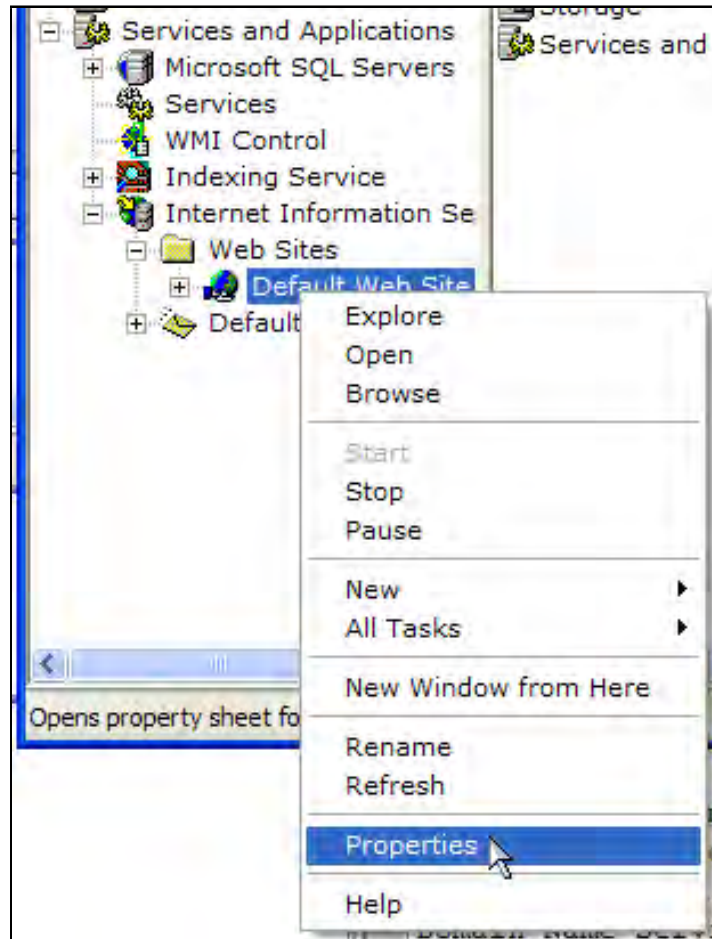 Storage
Services and Applications
Services and
Microsoft SQL Servers
Services
WMI Control
Indexing Service
Internet Information Se
Web Sites
Default Web Site
Default
Explore
Open
Browse
Start
Stop
Pause
New
All Tasks
New Window from Here
Opens property sheet fo
Rename
Refresh
Properties
Help
Domain Name